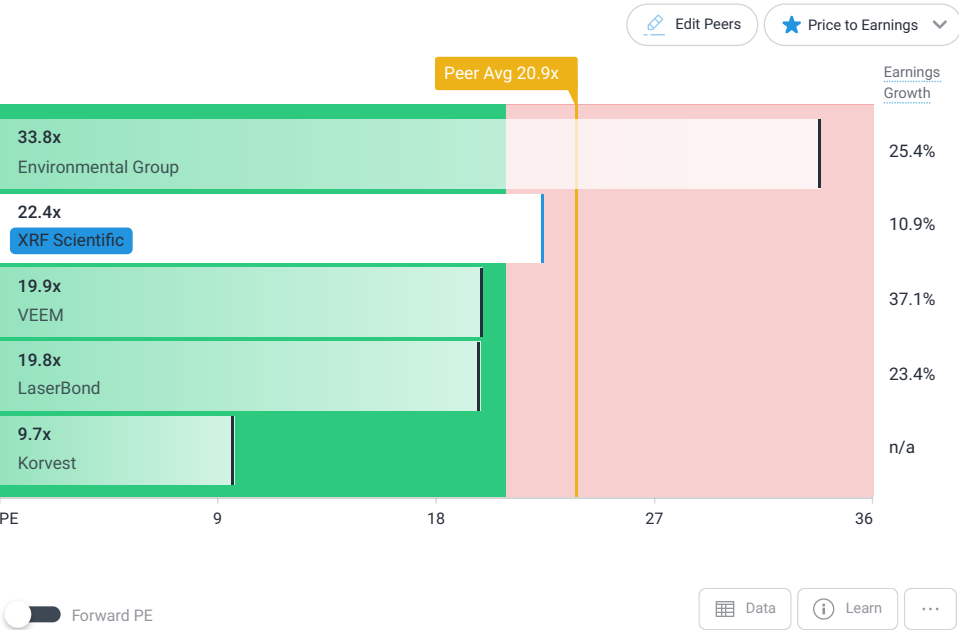 Edit Peers
Price to Earnings
Peer Avg 20.9x
Earnings
Growth
33.8x
Environmental Group
25.4%
22.4x
XRF Scientific
10.9%
19.9x
VEEM
37.1%
19.8x
LaserBond
23.4%
9.7x
Korvest
n/a
PE 9 18 27 36
Forward PE
Data
Learn
...